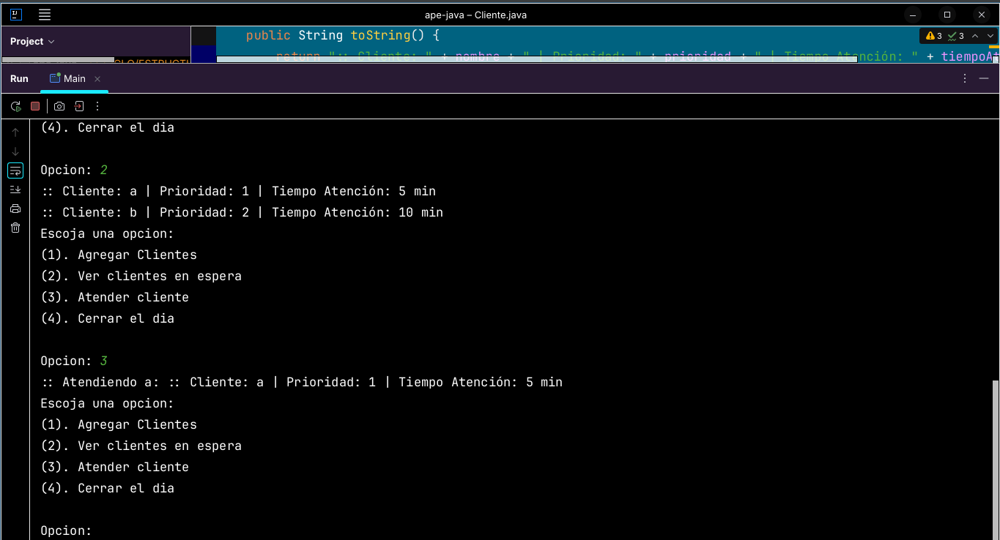 ape-java – Cliente.java
Project
public String toString() {
3 3
return ":: Cliente: " + nombre + " | Prioridad: " + prioridad + " | Tiempo Atención: " + tiempoAt
Run Main
(4). Cerrar el dia
Opcion: 2
:: Cliente: a | Prioridad: 1 | Tiempo Atención: 5 min
:: Cliente: b | Prioridad: 2 | Tiempo Atención: 10 min
Escoja una opcion:
(1). Agregar Clientes
(2). Ver clientes en espera
(3). Atender cliente
(4). Cerrar el dia
Opcion: 3
:: Atendiendo a: :: Cliente: a | Prioridad: 1 | Tiempo Atención: 5 min
Escoja una opcion:
(1). Agregar Clientes
(2). Ver clientes en espera
(3). Atender cliente
(4). Cerrar el dia
Opcion: